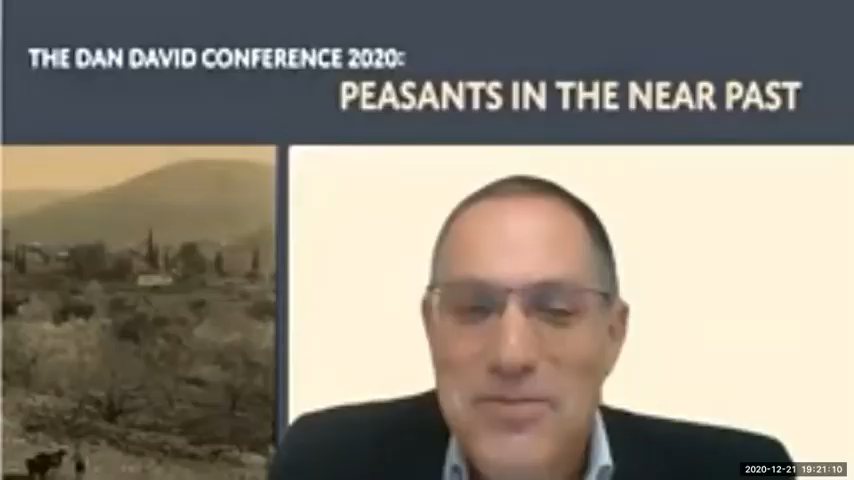 THE DAN DAVID CONFERENCE 2020:
PEASANTS IN THE NEAR PAST
2020-12-21 19:21:10